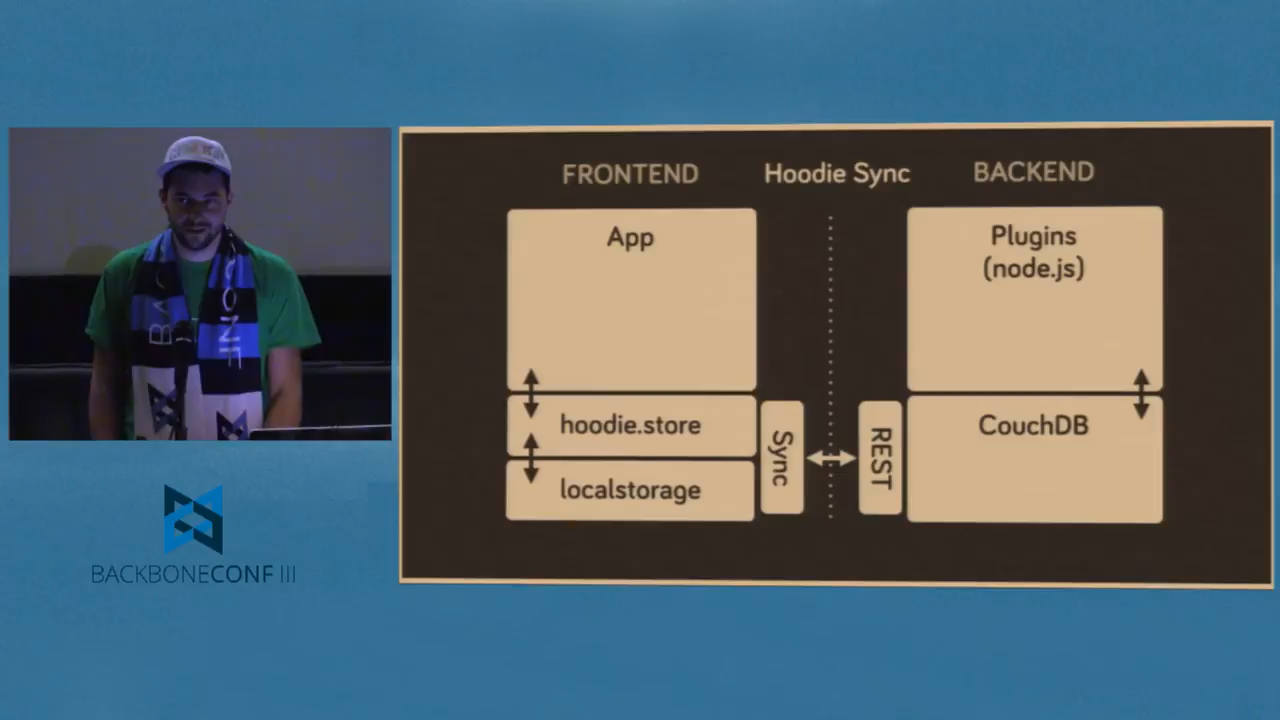 FRONTEND
Hoodie Sync
BACKEND
App
Plugins
(node.js)
hoodie.store
localstorage
Sync
REST
CouchDB
BACKBONECONF III